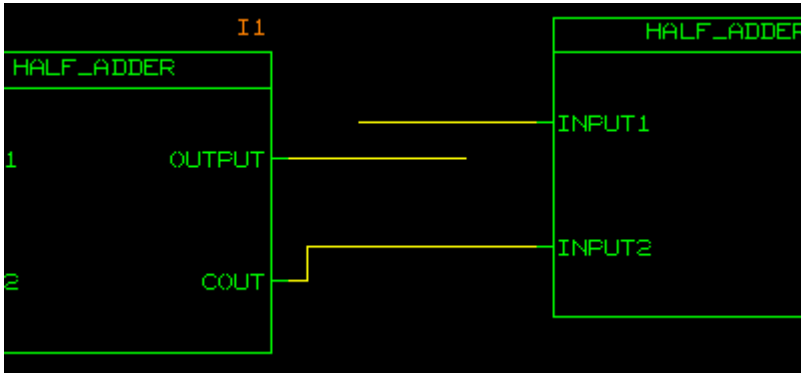 I1
HALF_ADDER
HALF_ADDER
INPUT1
1 OUTPUT
INPUT2
2 COUT